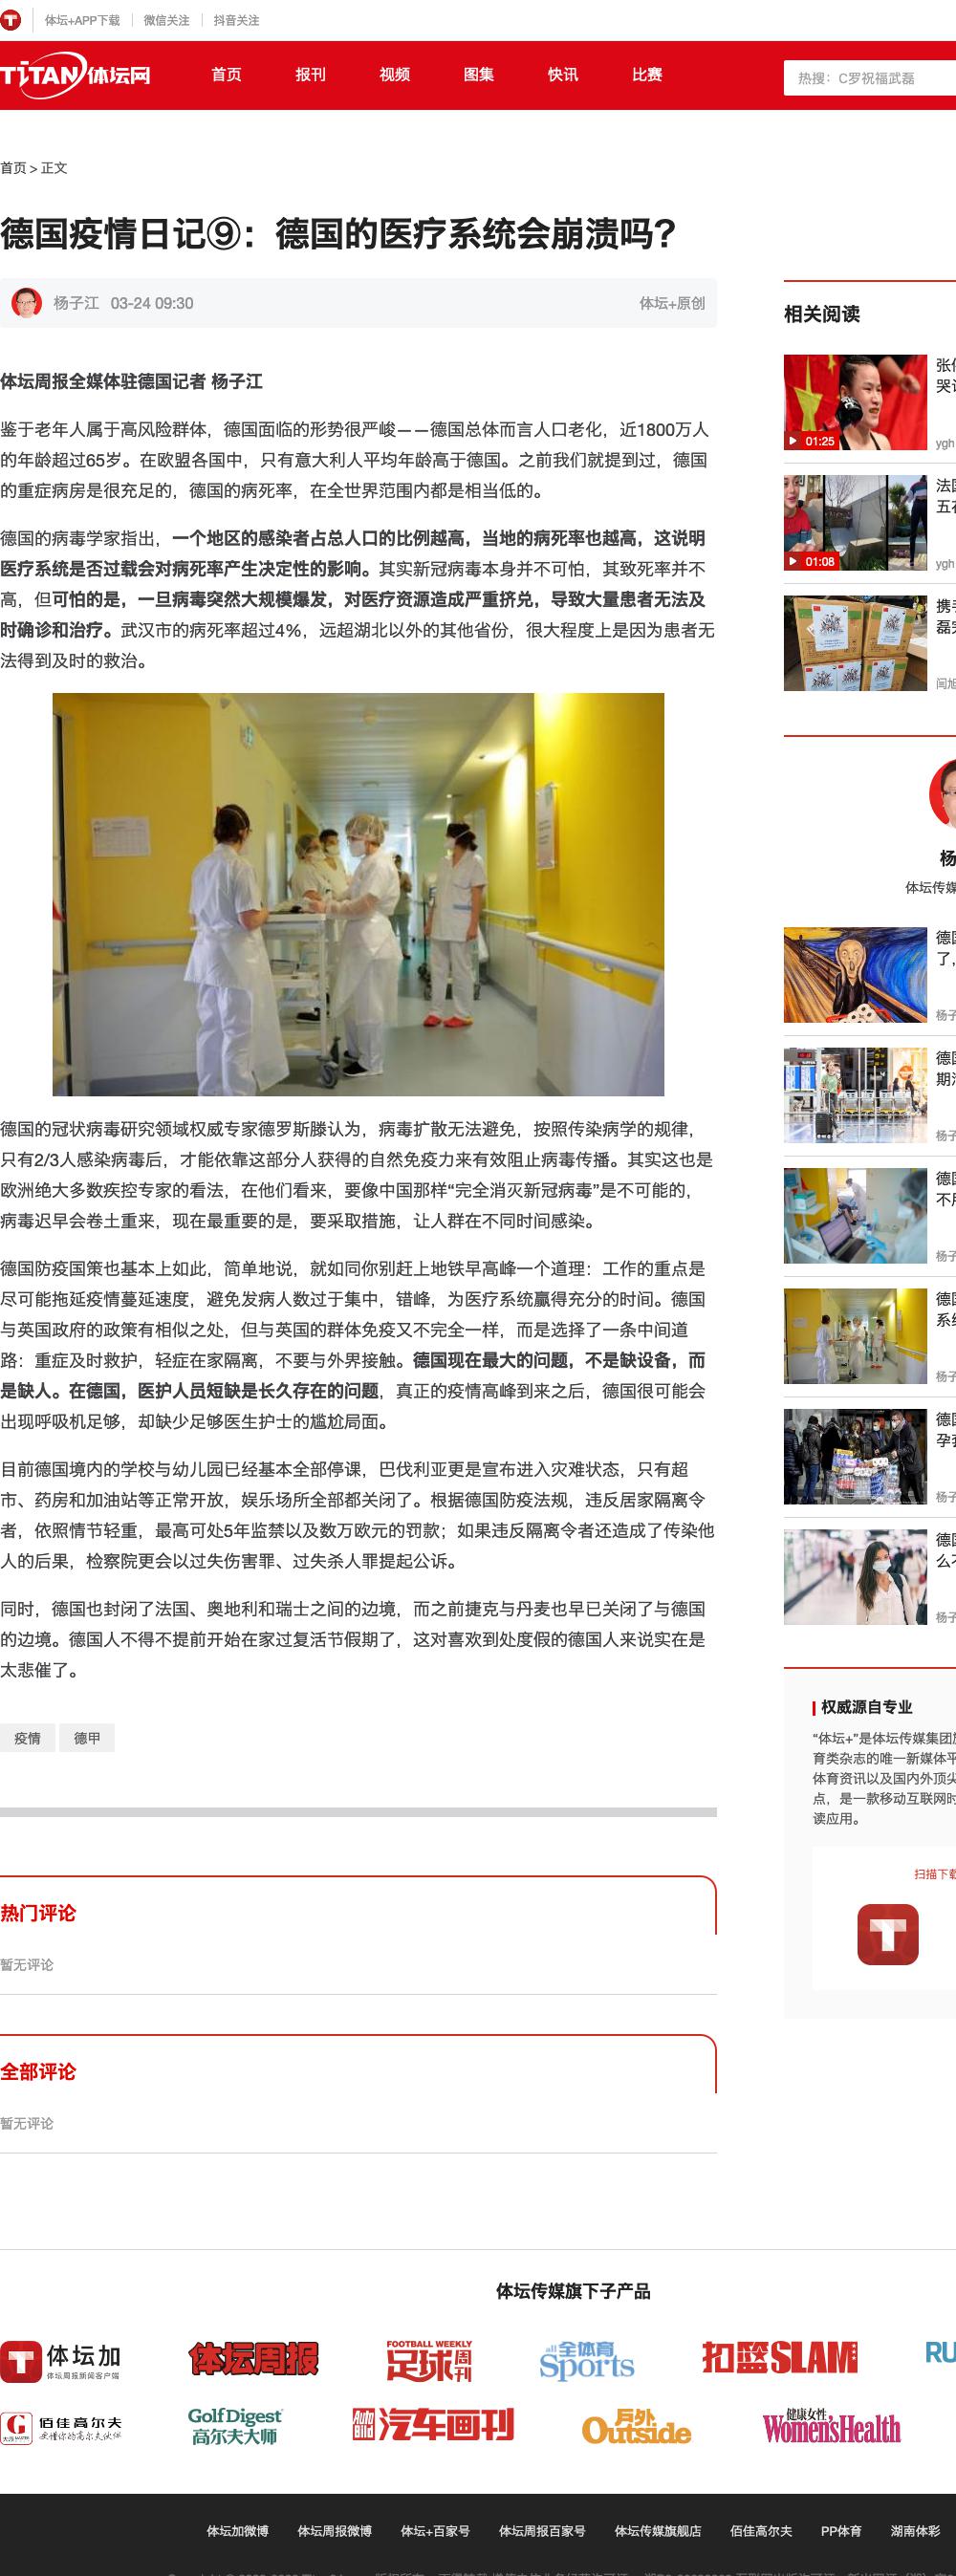 体坛+APP下载 微信关注 抖音关注
TITAN体坛网 首页 报刊 视频 图集 快讯 比赛 热搜：C罗祝福武磊
首页 > 正文
德国疫情日记⑨：德国的医疗系统会崩溃吗？
杨子江 03-24 09:30 体坛+原创
体坛周报全媒体驻德国记者 杨子江
鉴于老年人属于高风险群体，德国面临的形势很严峻——德国总体而言人口老化，近1800万人
的年龄超过65岁。在欧盟各国中，只有意大利人平均年龄高于德国。之前我们就提到过，德国
的重症病房是很充足的，德国的病死率，在全世界范围内都是相当低的。
德国的病毒学家指出，一个地区的感染者占总人口的比例越高，当地的病死率也越高，这说明
医疗系统是否过载会对病死率产生决定性的影响。其实新冠病毒本身并不可怕，其致死率并不
高，但可怕的是，一旦病毒突然大规模爆发，对医疗资源造成严重挤兑，导致大量患者无法及
时确诊和治疗。武汉市的病死率超过4%，远超湖北以外的其他省份，很大程度上是因为患者无
法得到及时的救治。
德国的冠状病毒研究领域权威专家德罗斯滕认为，病毒扩散无法避免，按照传染病学的规律，
只有2/3人感染病毒后，才能依靠这部分人获得的自然免疫力来有效阻止病毒传播。其实这也是
欧洲绝大多数疾控专家的看法，在他们看来，要像中国那样“完全消灭新冠病毒”是不可能的，
病毒迟早会卷土重来，现在最重要的是，要采取措施，让人群在不同时间感染。
德国防疫国策也基本上如此，简单地说，就如同你别赶上地铁早高峰一个道理：工作的重点是
尽可能拖延疫情蔓延速度，避免发病人数过于集中，错峰，为医疗系统赢得充分的时间。德国
与英国政府的政策有相似之处，但与英国的群体免疫又不完全一样，而是选择了一条中间道
路：重症及时救护，轻症在家隔离，不要与外界接触。德国现在最大的问题，不是缺设备，而
是缺人。在德国，医护人员短缺是长久存在的问题，真正的疫情高峰到来之后，德国很可能会
出现呼吸机足够，却缺少足够医生护士的尴尬局面。
目前德国境内的学校与幼儿园已经基本全部停课，巴伐利亚更是宣布进入灾难状态，只有超
市、药房和加油站等正常开放，娱乐场所全部都关闭了。根据德国防疫法规，违反居家隔离令
者，依照情节轻重，最高可处5年监禁以及数万欧元的罚款；如果违反隔离令者还造成了传染他
人的后果，检察院更会以过失伤害罪、过失杀人罪提起公诉。
同时，德国也封闭了法国、奥地利和瑞士之间的边境，而之前捷克与丹麦也早已关闭了与德国
的边境。德国人不得不提前开始在家过复活节假期了，这对喜欢到处度假的德国人来说实在是
太悲催了。
疫情 德甲
热门评论
暂无评论
全部评论
暂无评论
相关阅读
张伟
哭诉
01:25 ygh
法国
五花
01:08 ygh
携手
磊完
闻旭
杨
体坛传媒
德国
了，
杨子
德国
期注
杨子
德国
不用
杨子
德国
系统
杨子
德国
孕套
杨子
德国
么不
杨子
权威源自专业
“体坛+”是体坛传媒集团旗
育类杂志的唯一新媒体平
体育资讯以及国内外顶尖
点，是一款移动互联网时
读应用。
扫描下载
体坛传媒旗下子产品
体坛加 体坛周报新闻客户端
体坛周报
FOOTBALL WEEKLY 足球周刊
all全体育 Sports
扣篮SLAM
RU
佰佳高尔夫
Golf Digest 高尔夫大师
Auto Bild 汽车画刊
户外 Outside
健康女性 Women'sHealth
体坛加微博 体坛周报微博 体坛+百家号 体坛周报百家号 体坛传媒旗舰店 佰佳高尔夫 PP体育 湖南体彩